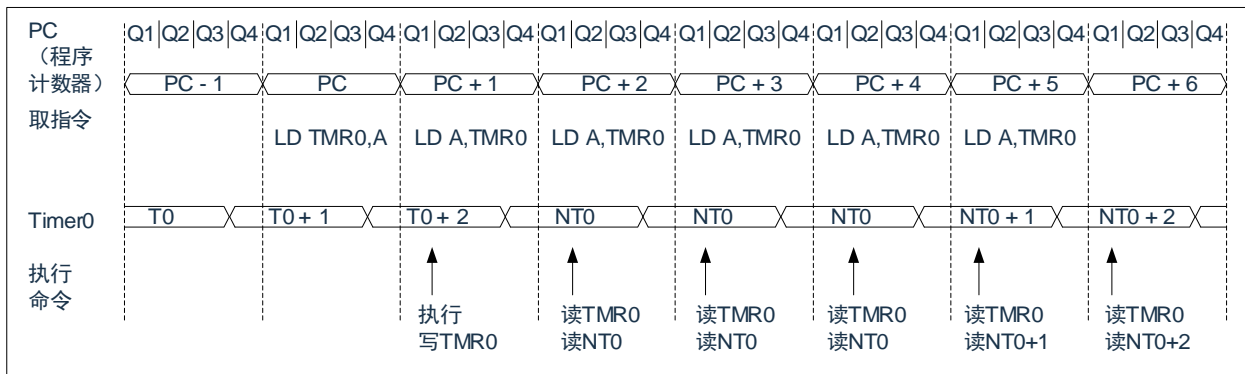 PC
（程序
计数器）
Q1|Q2|Q3|Q4|Q1|Q2|Q3|Q4|Q1|Q2|Q3|Q4|Q1|Q2|Q3|Q4|Q1|Q2|Q3|Q4|Q1|Q2|Q3|Q4|Q1|Q2|Q3|Q4|Q1|Q2|Q3|Q4
PC - 1 PC PC + 1 PC + 2 PC + 3 PC + 4 PC + 5 PC + 6
取指令
LD TMR0,A LD A,TMR0 LD A,TMR0 LD A,TMR0 LD A,TMR0 LD A,TMR0
Timer0 T0 T0 + 1 T0 + 2 NT0 NT0 NT0 NT0 + 1 NT0 + 2
执行
命令
执行 读TMR0 读TMR0 读TMR0 读TMR0 读TMR0
写TMR0 读NT0 读NT0 读NT0 读NT0+1 读NT0+2